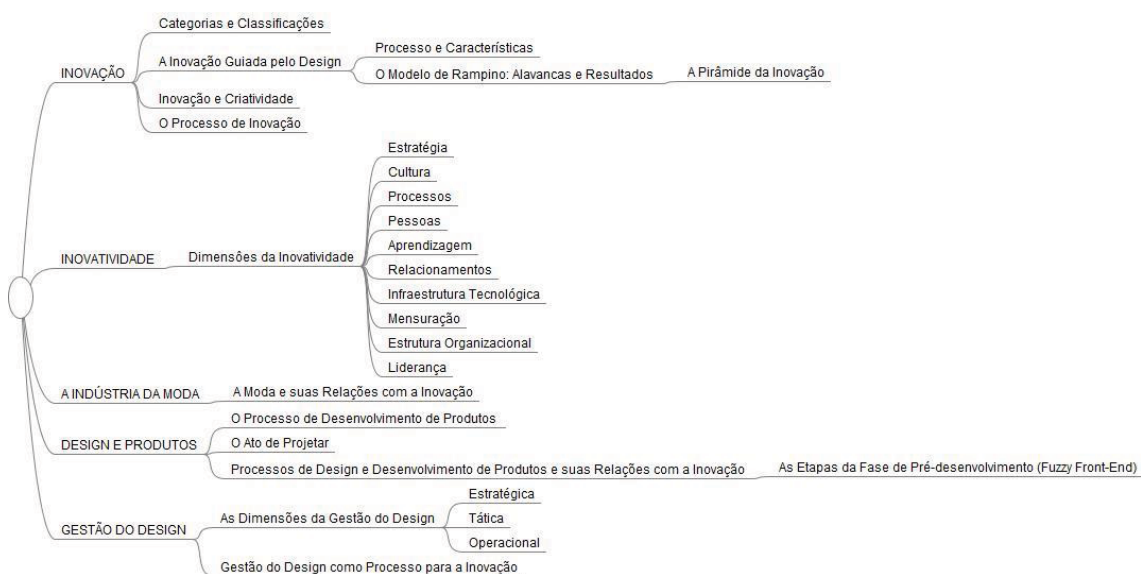 INOVAÇÃO
Categorias e Classificações
A Inovação Guiada pelo Design
Processo e Características
O Modelo de Rampino: Alavancas e Resultados
A Pirâmide da Inovação
Inovação e Criatividade
O Processo de Inovação
INOVATIVIDADE
Dimensões da Inovatividade
Estratégia
Cultura
Processos
Pessoas
Aprendizagem
Relacionamentos
Infraestrutura Tecnológica
Mensuração
Estrutura Organizacional
Liderança
A INDÚSTRIA DA MODA
A Moda e suas Relações com a Inovação
DESIGN E PRODUTOS
O Processo de Desenvolvimento de Produtos
O Ato de Projetar
Processos de Design e Desenvolvimento de Produtos e suas Relações com a Inovação
As Etapas da Fase de Pré-desenvolvimento (Fuzzy Front-End)
GESTÃO DO DESIGN
As Dimensões da Gestão do Design
Estratégica
Tática
Operacional
Gestão do Design como Processo para a Inovação